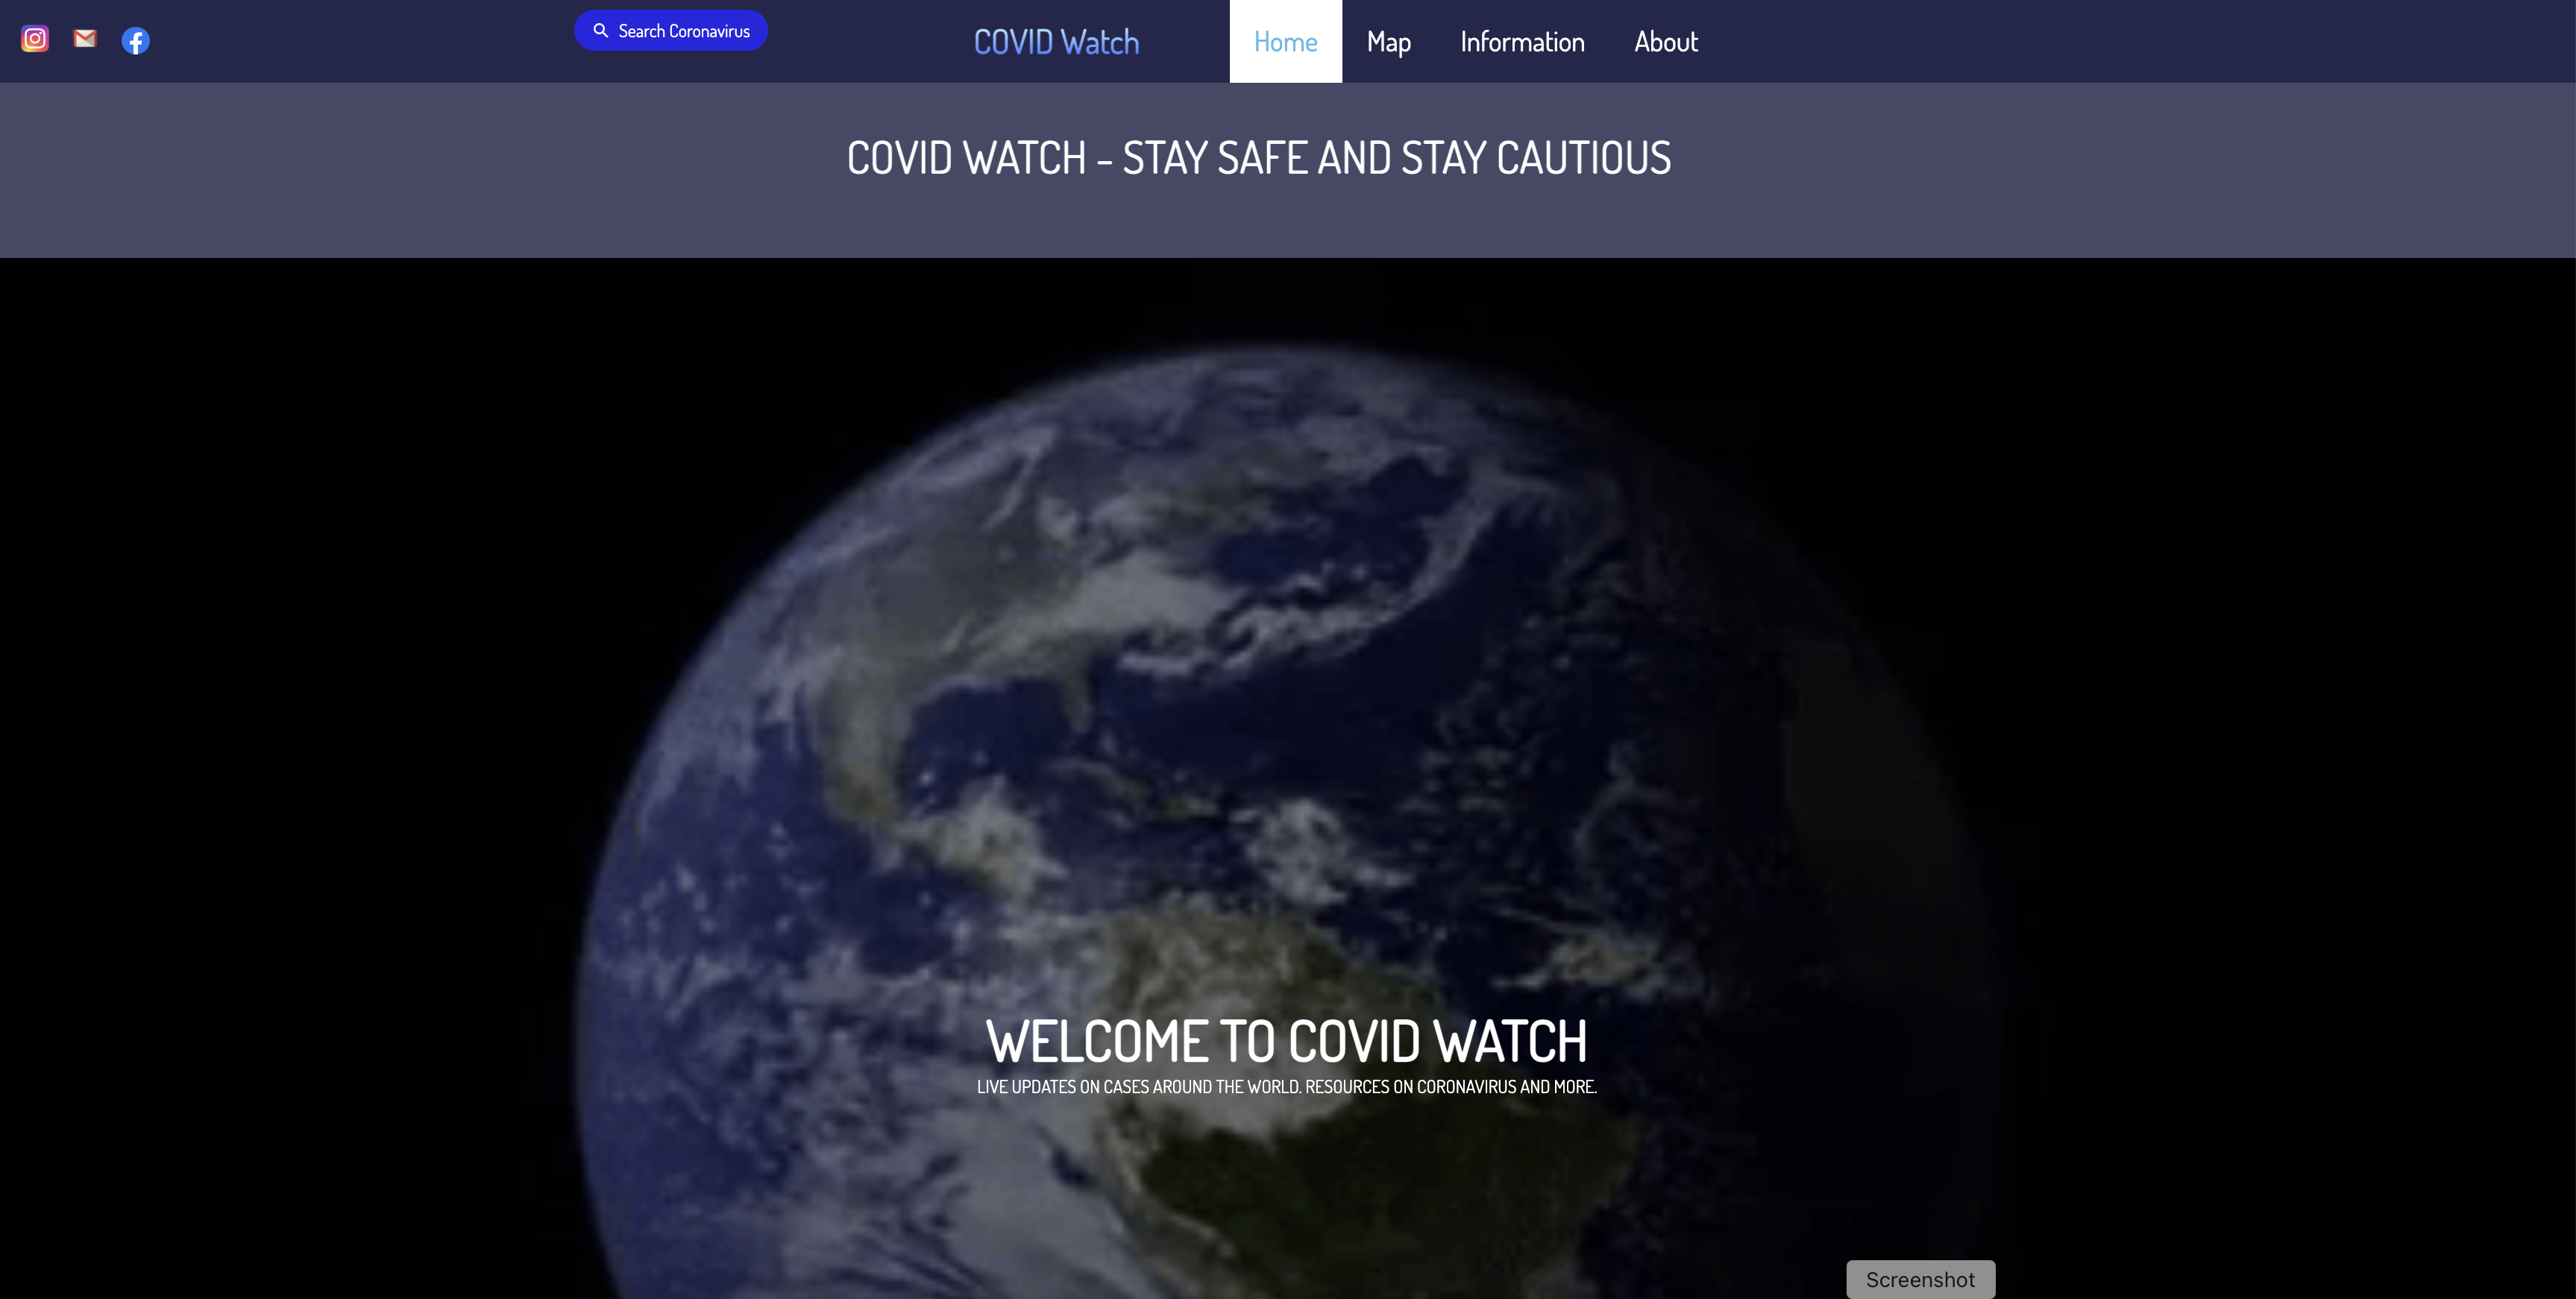 Search Coronavirus
COVID Watch
Home
Map
Information
About
COVID WATCH - STAY SAFE AND STAY CAUTIOUS
WELCOME TO COVID WATCH
LIVE UPDATES ON CASES AROUND THE WORLD. RESOURCES ON CORONAVIRUS AND MORE.
Screenshot